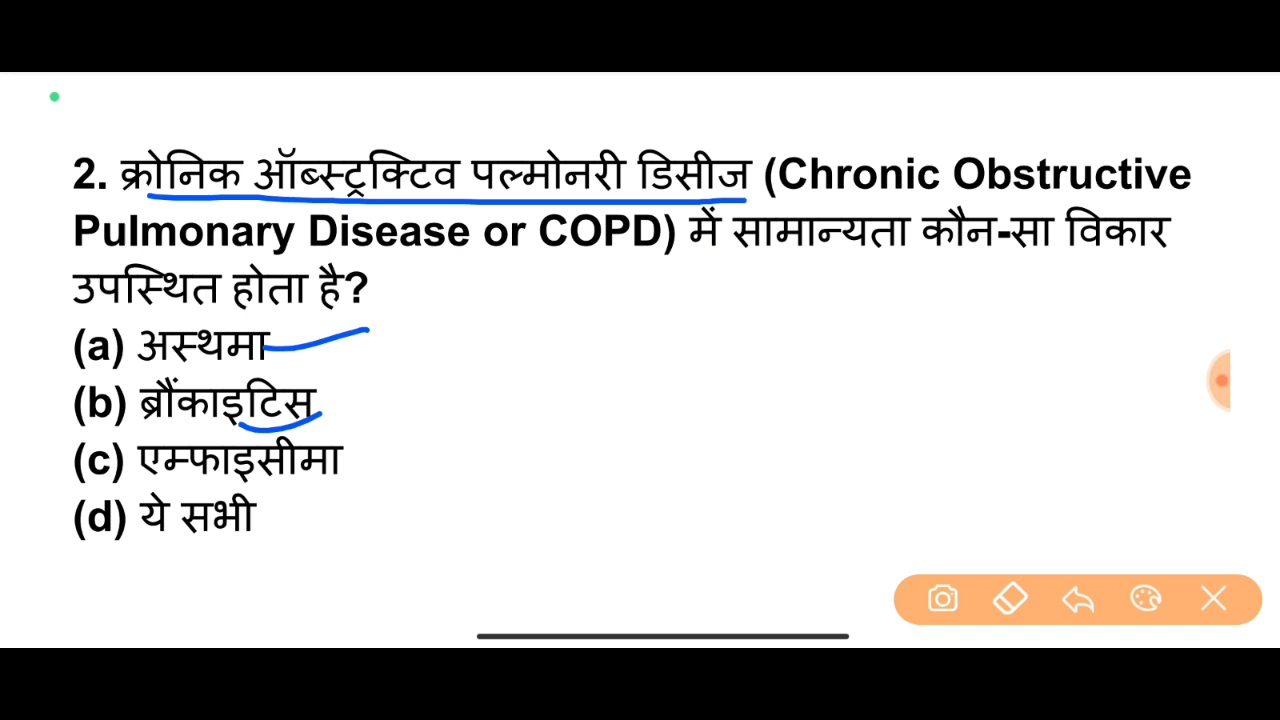 2. क्रोनिक ऑब्स्ट्रक्टिव पल्मोनरी डिसीज (Chronic Obstructive
Pulmonary Disease or COPD) में सामान्यता कौन-सा विकार
उपस्थित होता है?
(a) अस्थमा
(b) ब्रौंकाइटिस
(c) एम्फाइसीमा
(d) ये सभी